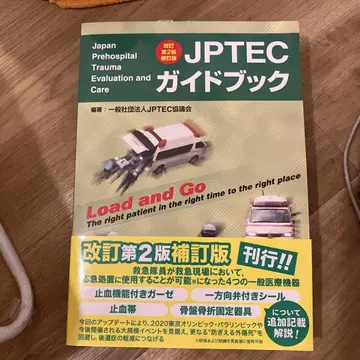 Japan
Prehospital
Trauma
Evaluation and
Care
改訂
第2版
補訂版
JPTEC
ガイドブック
編著：一般社団法人JPTEC協議会
Load and Go
The right patient in the right time to the right place
改訂第2版補訂版 刊行!!
救急隊員が救急現場において、
応急処置に使用することが可能になった4つの一般医療機器
止血機能付きガーゼ
一方向弁付きシール
止血帯
骨盤骨折固定器具
について
追加記載
解説！
今回のアップデートにより、2020東京オリンピック・パラリンピックや
今後開催される大規模イベントを見据え、更なる“防ぎえる外傷死”を
回避し、後遺症の軽減につなげる